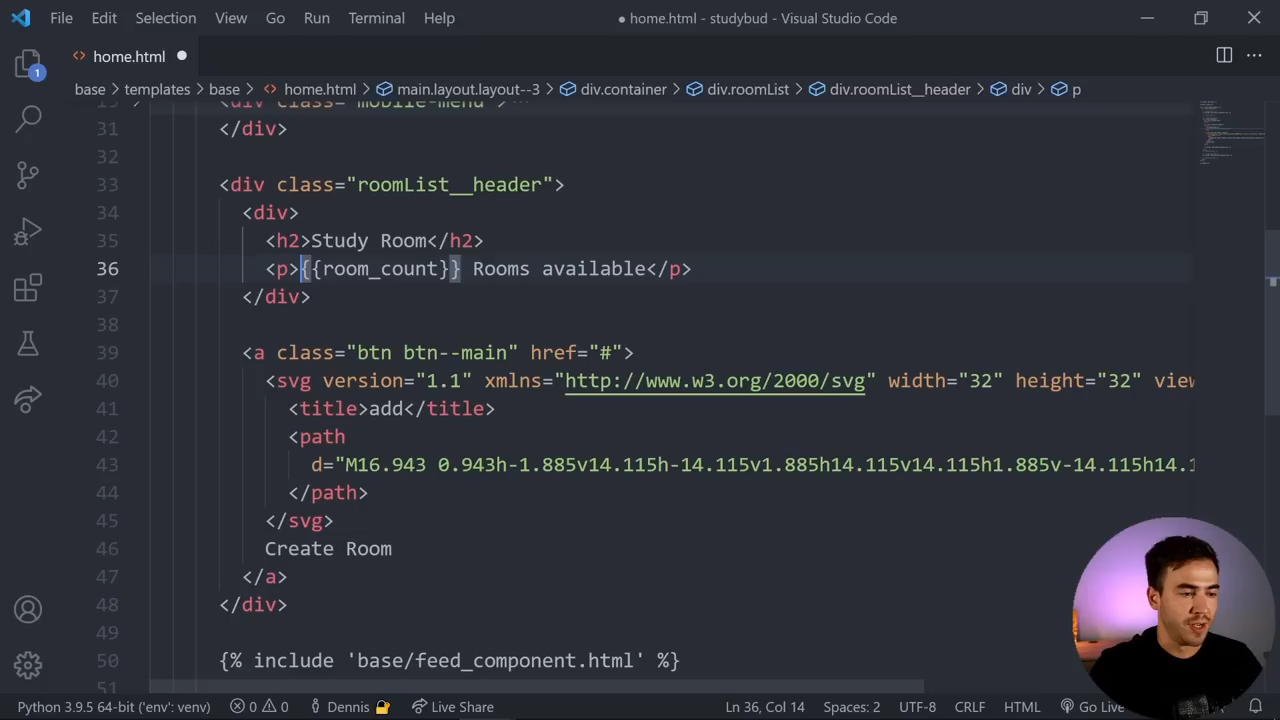 File Edit Selection View Go Run Terminal Help
● home.html - studybud - Visual Studio Code
home.html
base > templates > base > home.html > main.layout.layout--3 > div.container > div.roomList > div.roomList__header > div > p
1
<div class="mobile-menu">
31 </div>
32
33 <div class="roomList__header">
34 <div>
35 <h2>Study Room</h2>
36 <p>{{room_count}} Rooms available</p>
37 </div>
38
39 <a class="btn btn--main" href="#">
40 <svg version="1.1" xmlns="http://www.w3.org/2000/svg" width="32" height="32" view
41 <title>add</title>
42 <path
43 d="M16.943 0.943h-1.885v14.115h-14.115v1.885h14.115v14.115h1.885v-14.115h14.1
44 </path>
45 </svg>
46 Create Room
47 </a>
48 </div>
49
50 {% include 'base/feed_component.html' %}
51
Python 3.9.5 64-bit ('env': venv) 0 0 Dennis Live Share Ln 36, Col 14 Spaces: 2 UTF-8 CRLF HTML Go Live